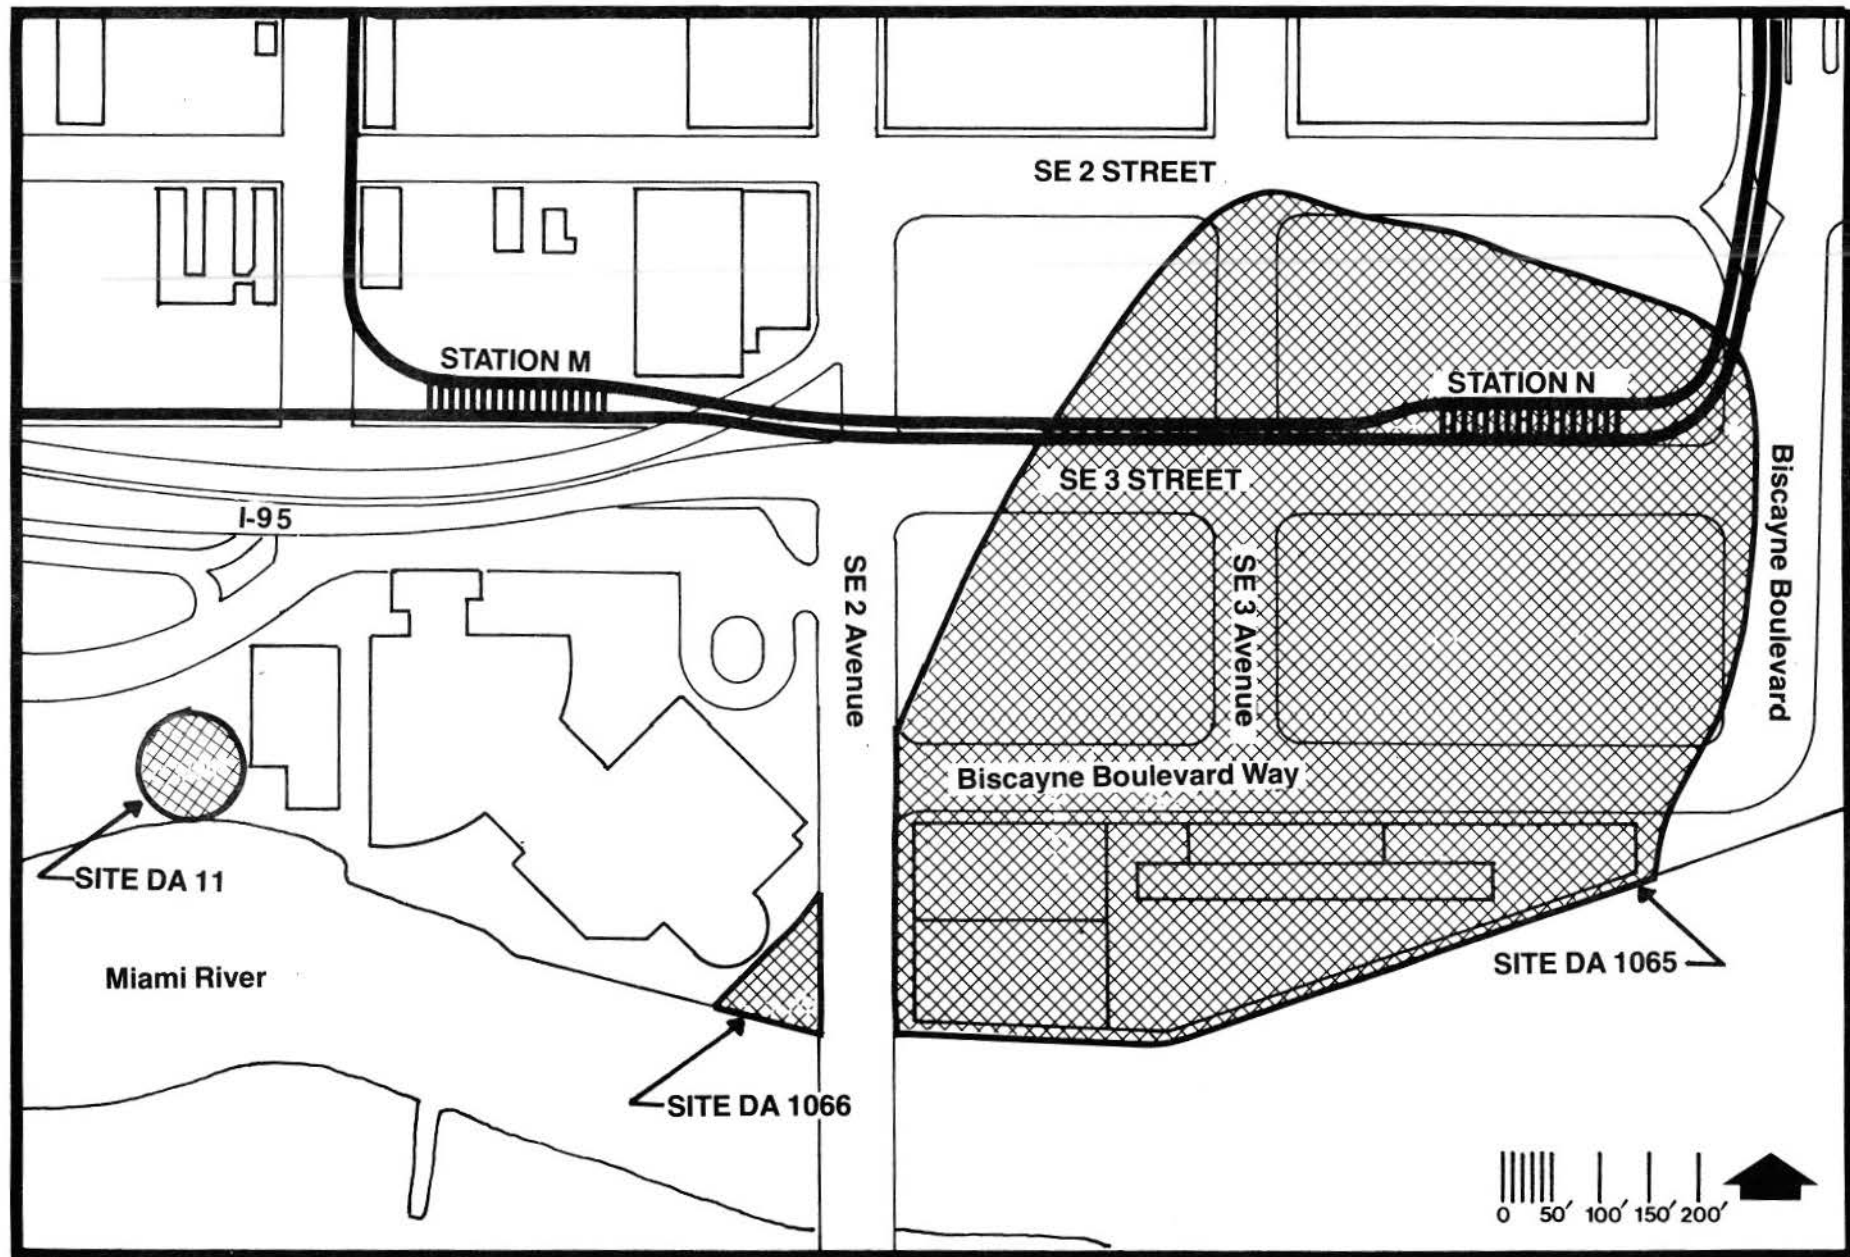 SE 2 STREET
STATION M
STATION N
SE 3 STREET
I-95
SE 2 Avenue
SE 3 Avenue
Biscayne Boulevard
Biscayne Boulevard Way
SITE DA 11
Miami River
SITE DA 1065
SITE DA 1066
0 50′ 100′ 150′ 200′